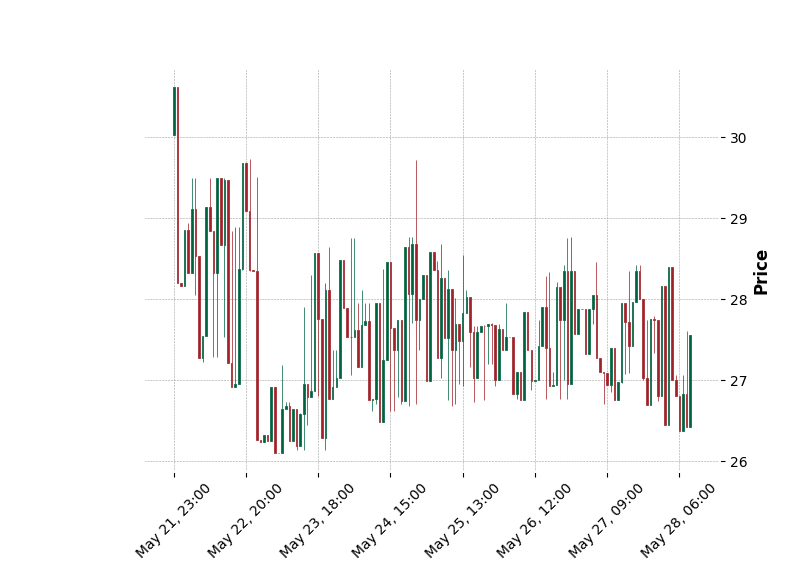 30
29
28
27
26
Price
May 21, 23:00
May 22, 20:00
May 23, 18:00
May 24, 15:00
May 25, 13:00
May 26, 12:00
May 27, 09:00
May 28, 06:00